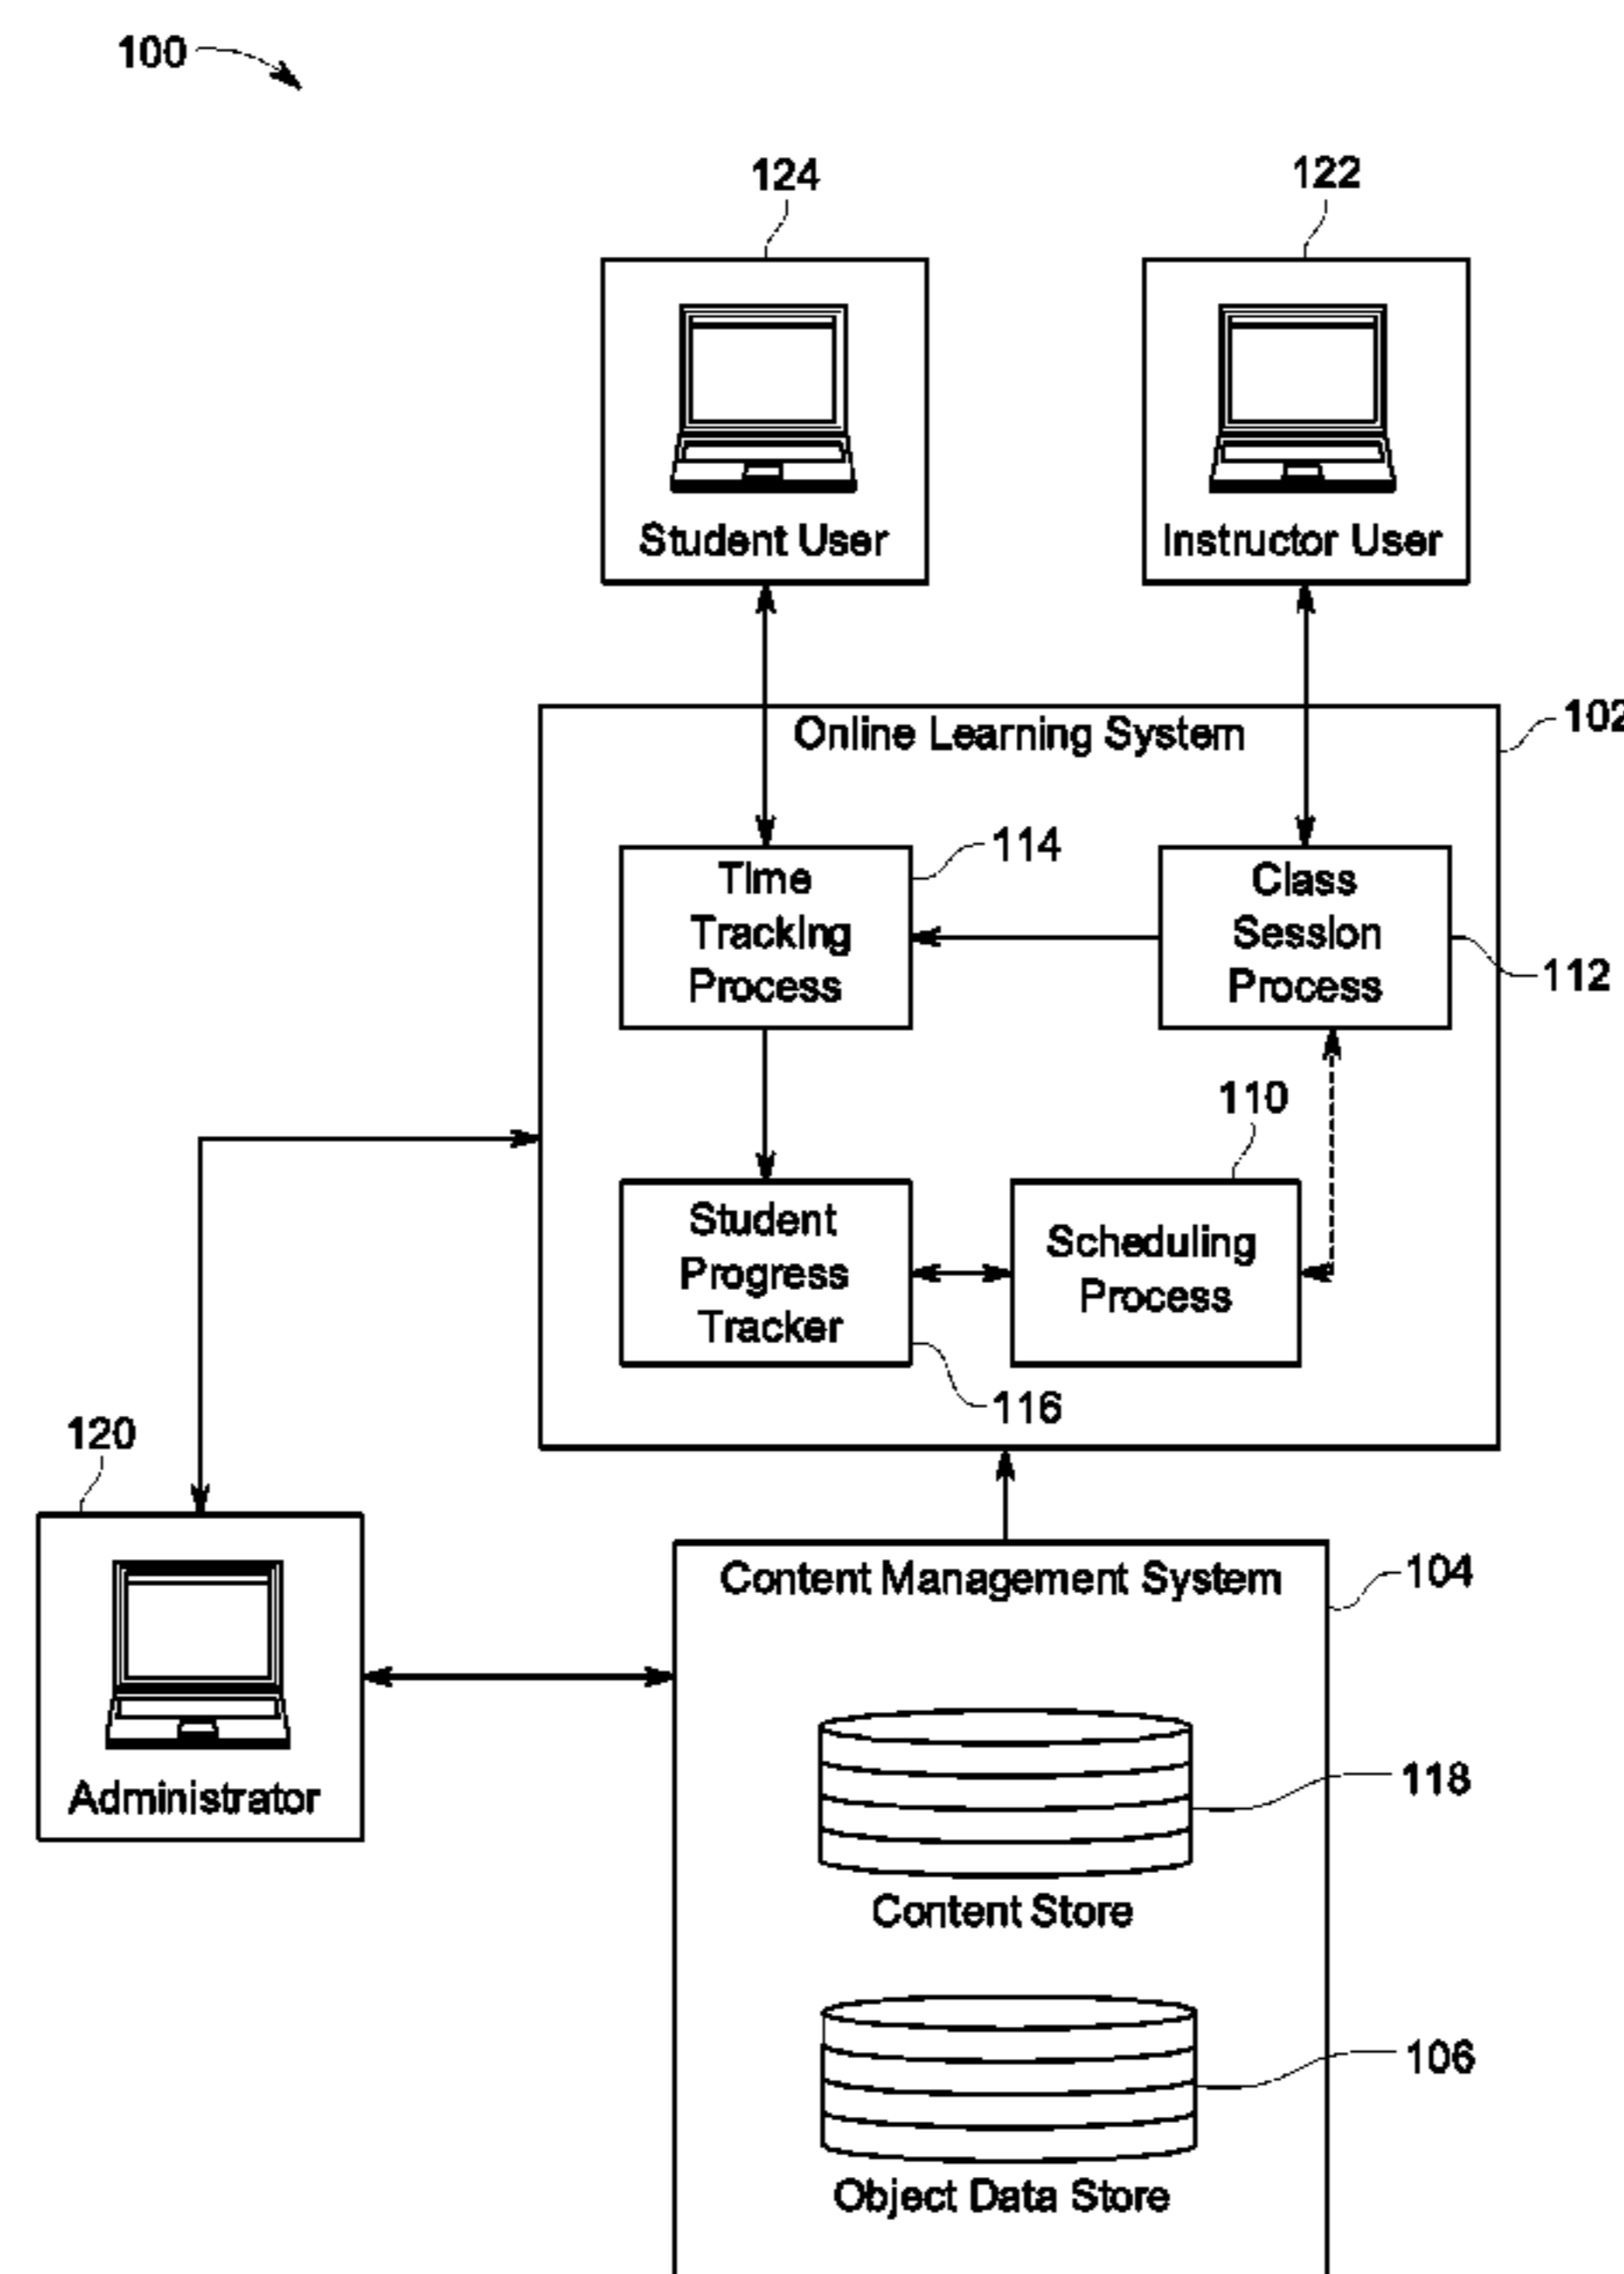 100
124
122
Student User
Instructor User
Online Learning System
102
Time
Tracking
Process
114
Class
Session
Process
112
110
Student
Progress
Tracker
Scheduling
Process
116
120
Administrator
Content Management System
104
118
Content Store
106
Object Data Store